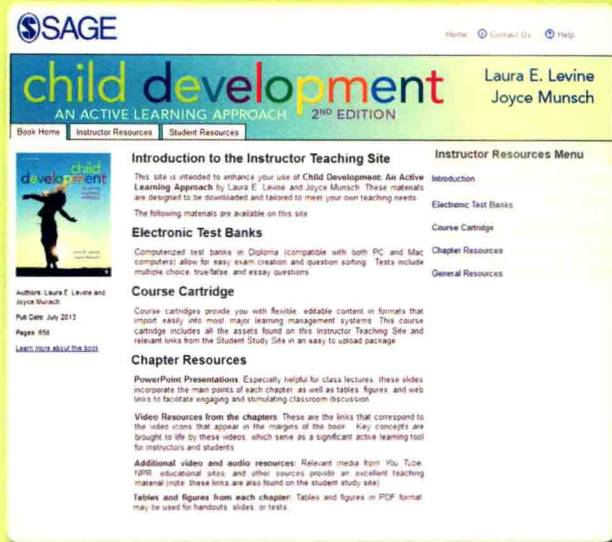 SAGE
Home Contact Us Help
child development
AN ACTIVE LEARNING APPROACH 2ND EDITION
Laura E. Levine
Joyce Munsch
Book Home Instructor Resources Student Resources
child
development
Authors: Laura E. Levine and
Joyce Munsch
Pub Date: July 2013
Pages: 656
Learn more about this book
Introduction to the Instructor Teaching Site
This site is intended to enhance your use of Child Development: An Active
Learning Approach by Laura E. Levine and Joyce Munsch. These materials
are designed to be downloaded and tailored to meet your own teaching needs.
The following materials are available on this site
Electronic Test Banks
Computerized test banks in Diploma (compatible with both PC and Mac
computers) allow for easy exam creation and question sorting. Tests include
multiple choice, true/false, and essay questions.
Course Cartridge
Course cartridges provide you with flexible, editable content in formats that
import easily into most major learning management systems. This course
cartridge includes all the assets found on this Instructor Teaching Site and
relevant links from the Student Study Site in an easy to upload package.
Chapter Resources
PowerPoint Presentations: Especially helpful for class lectures, these slides
incorporate the main points of each chapter, as well as tables, figures, and web
links to facilitate engaging and stimulating classroom discussion.
Video Resources from the chapters: These are the links that correspond to
the video icons that appear in the margins of the book. Key concepts are
brought to life by these videos, which serve as a significant active learning tool
for instructors and students.
Additional video and audio resources: Relevant media from You Tube,
NPR, educational sites, and other sources provide an excellent teaching
material (note: these links are also found on the student study site).
Tables and figures from each chapter: Tables and figures in PDF format
may be used for handouts, slides, or tests.
Instructor Resources Menu
Introduction
Electronic Test Banks
Course Cartridge
Chapter Resources
General Resources